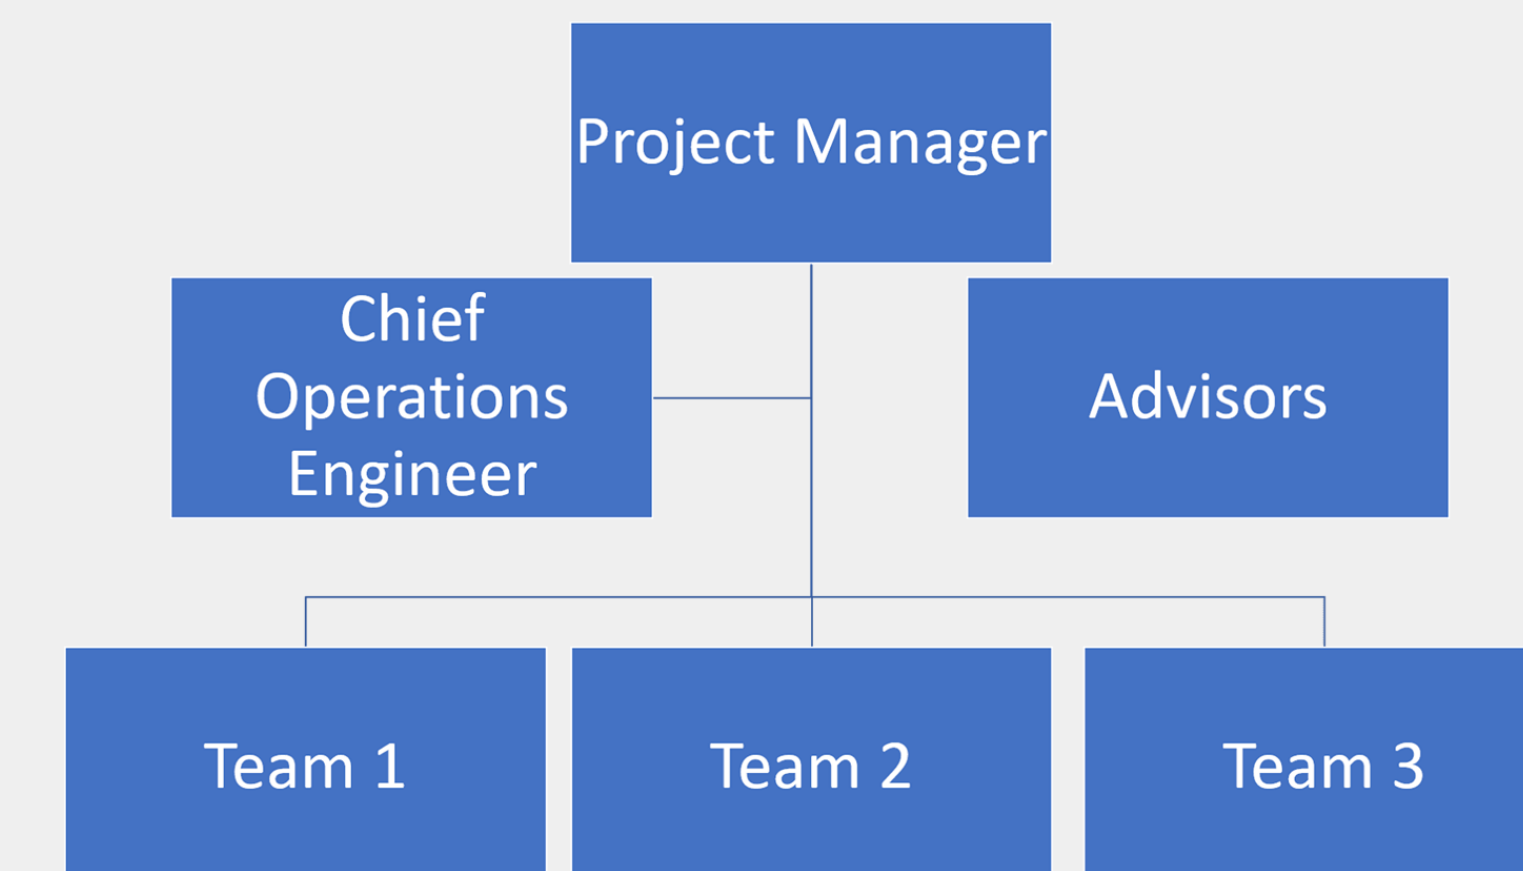 Project Manager
Chief
Operations
Engineer
Advisors
Team 1
Team 2
Team 3